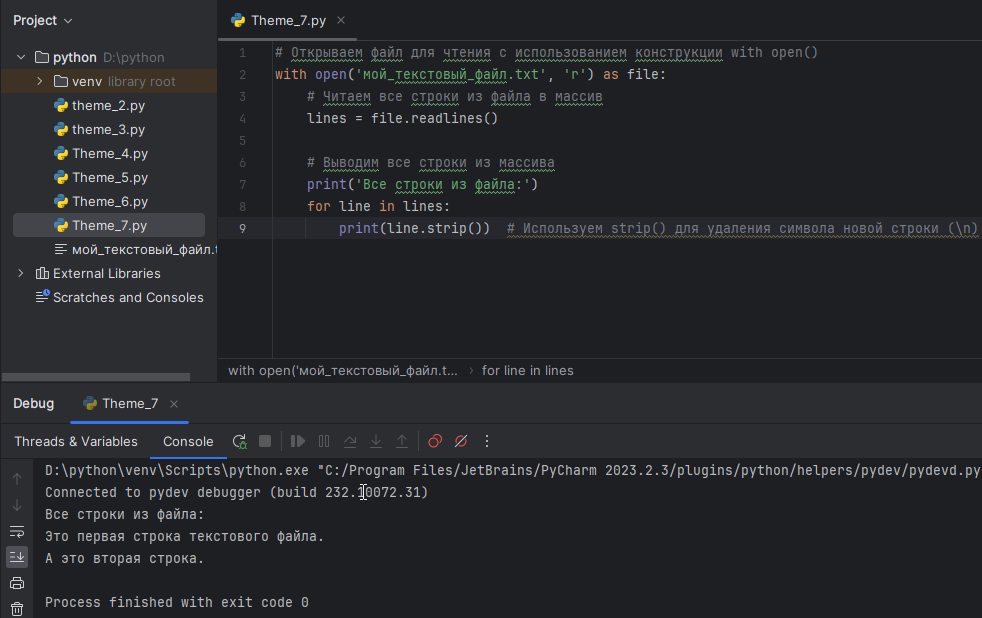 Project
Theme_7.py
python D:\python
venv library root
theme_2.py
theme_3.py
Theme_4.py
Theme_5.py
Theme_6.py
Theme_7.py
мой_текстовый_файл.t
External Libraries
Scratches and Consoles
1 # Открываем файл для чтения с использованием конструкции with open()
2 with open('мой_текстовый_файл.txt', 'r') as file:
3 # Читаем все строки из файла в массив
4 lines = file.readlines()
5
6 # Выводим все строки из массива
7 print('Все строки из файла:')
8 for line in lines:
9 print(line.strip()) # Используем strip() для удаления символа новой строки (\n)
with open('мой_текстовый_файл.t... › for line in lines
Debug Theme_7
Threads & Variables Console
D:\python\venv\Scripts\python.exe "C:/Program Files/JetBrains/PyCharm 2023.2.3/plugins/python/helpers/pydev/pydevd.py
Connected to pydev debugger (build 232.10072.31)
Все строки из файла:
Это первая строка текстового файла.
А это вторая строка.
Process finished with exit code 0